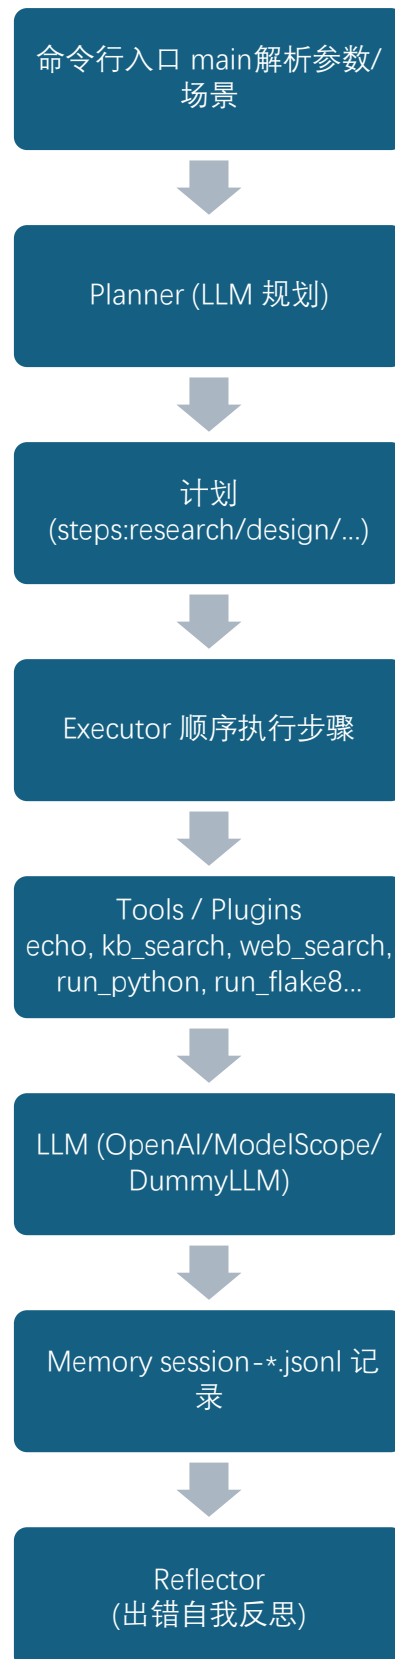 命令行入口 main解析参数/
场景
Planner (LLM 规划)
计划
(steps:research/design/...)
Executor 顺序执行步骤
Tools / Plugins
echo, kb_search, web_search,
run_python, run_flake8...
LLM (OpenAI/ModelScope/
DummyLLM)
Memory session-*.jsonl 记
录
Reflector
(出错自我反思)